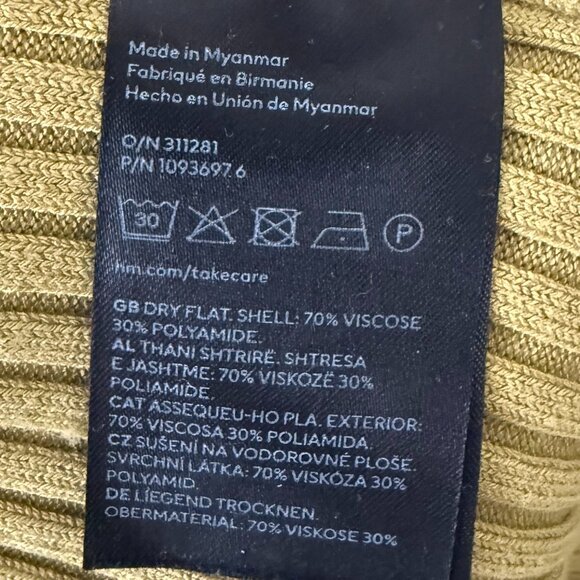 Made in Myanmar
Fabriqué en Birmanie
Hecho en Unión de Myanmar
O/N 311281
P/N 1093697 6
30
P
hm.com/takecare
GB DRY FLAT. SHELL: 70% VISCOSE
30% POLYAMIDE.
AL THANI SHTRIRË. SHTRESA
E JASHTME: 70% VISKOZË 30%
POLIAMIDE.
CAT ASSEQUEU-HO PLA. EXTERIOR:
70% VISCOSA 30% POLIAMIDA.
CZ SUŠENÍ NA VODOROVNÉ PLOŠE.
SVRCHNÍ LÁTKA: 70% VISKÓZA 30%
POLYAMID.
DE LIEGEND TROCKNEN.
OBERMATERIAL: 70% VISKOSE 30%